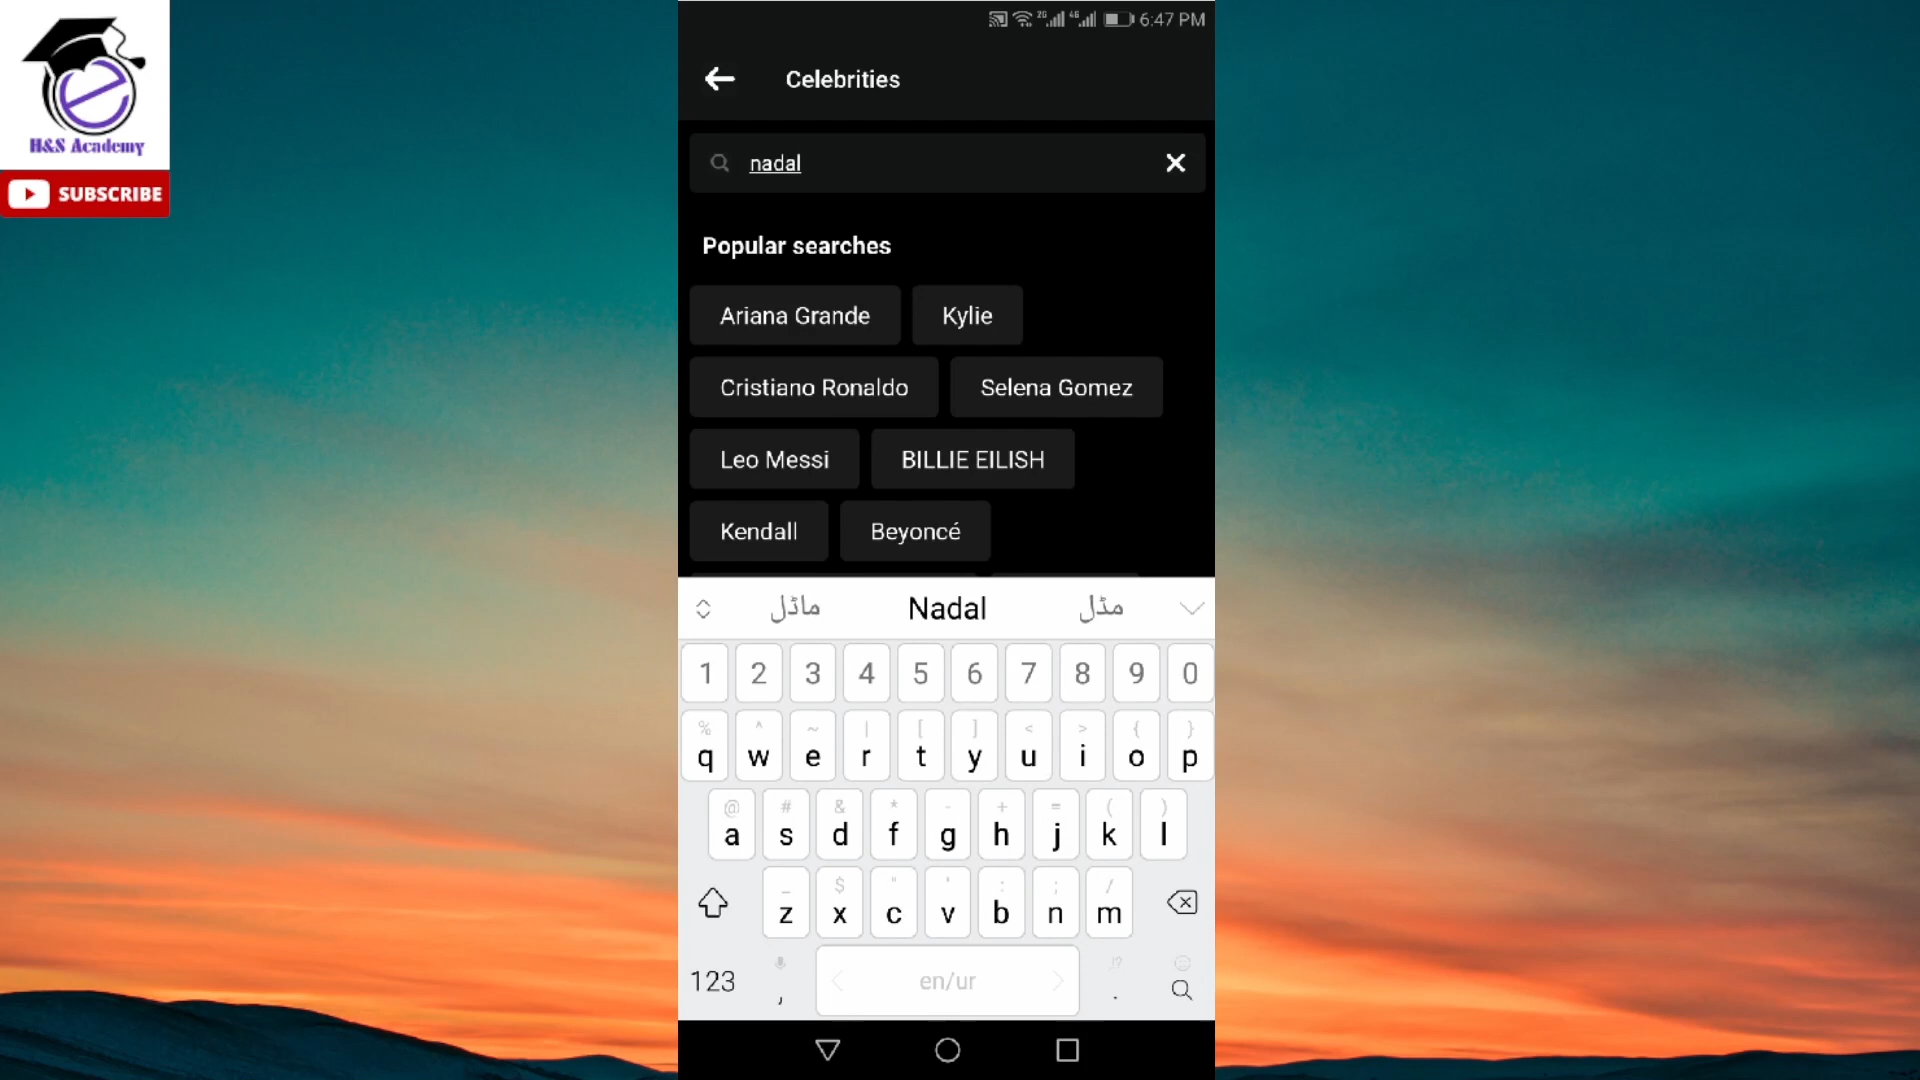 H&S Academy
SUBSCRIBE
2G 4G 6:47 PM
Celebrities
nadal
Popular searches
Ariana Grande Kylie
Cristiano Ronaldo Selena Gomez
Leo Messi BILLIE EILISH
Kendall Beyoncé
ماڈل Nadal مڈل
1 2 3 4 5 6 7 8 9 0
% ^ ~ | [ ] < > { }
q w e r t y u i o p
@ # & * - + = ( )
a s d f g h j k l
_ $ " ' : ; /
z x c v b n m
!?
123 , en/ur .